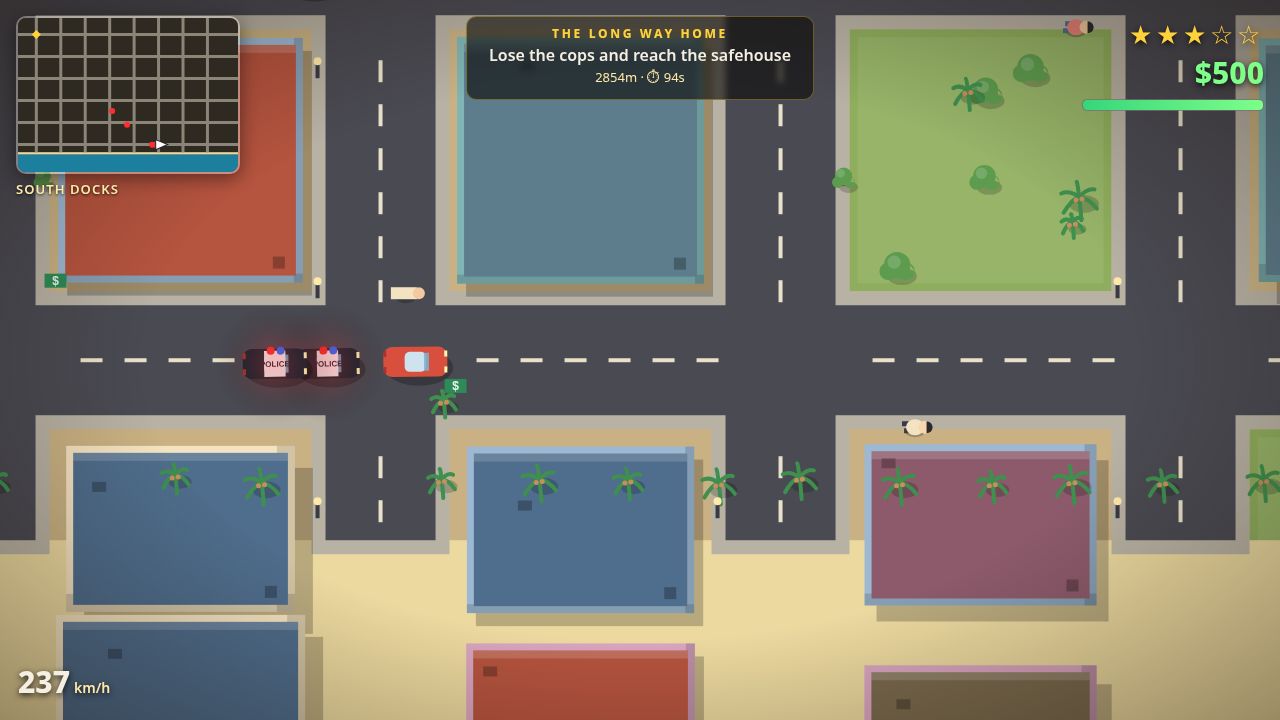 THE LONG WAY HOME
Lose the cops and reach the safehouse
2854m · ⏱ 94s
★★★☆☆
$500
SOUTH DOCKS
$
POLICE
POLICE
$
237 km/h